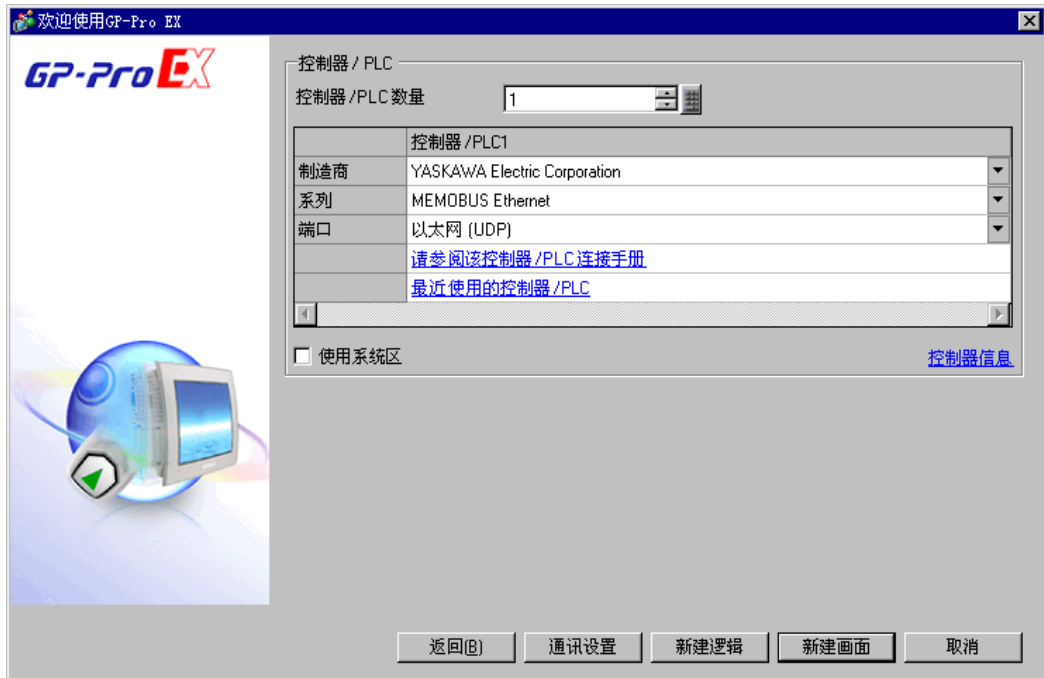 欢迎使用GP-Pro EX
GP-Pro EX
控制器/ PLC
控制器/PLC数量 1
控制器/PLC1
制造商 YASKAWA Electric Corporation
系列 MEMOBUS Ethernet
端口 以太网 (UDP)
请参阅该控制器/PLC连接手册
最近使用的控制器/PLC
使用系统区 控制器信息
返回(B) 通讯设置 新建逻辑 新建画面 取消